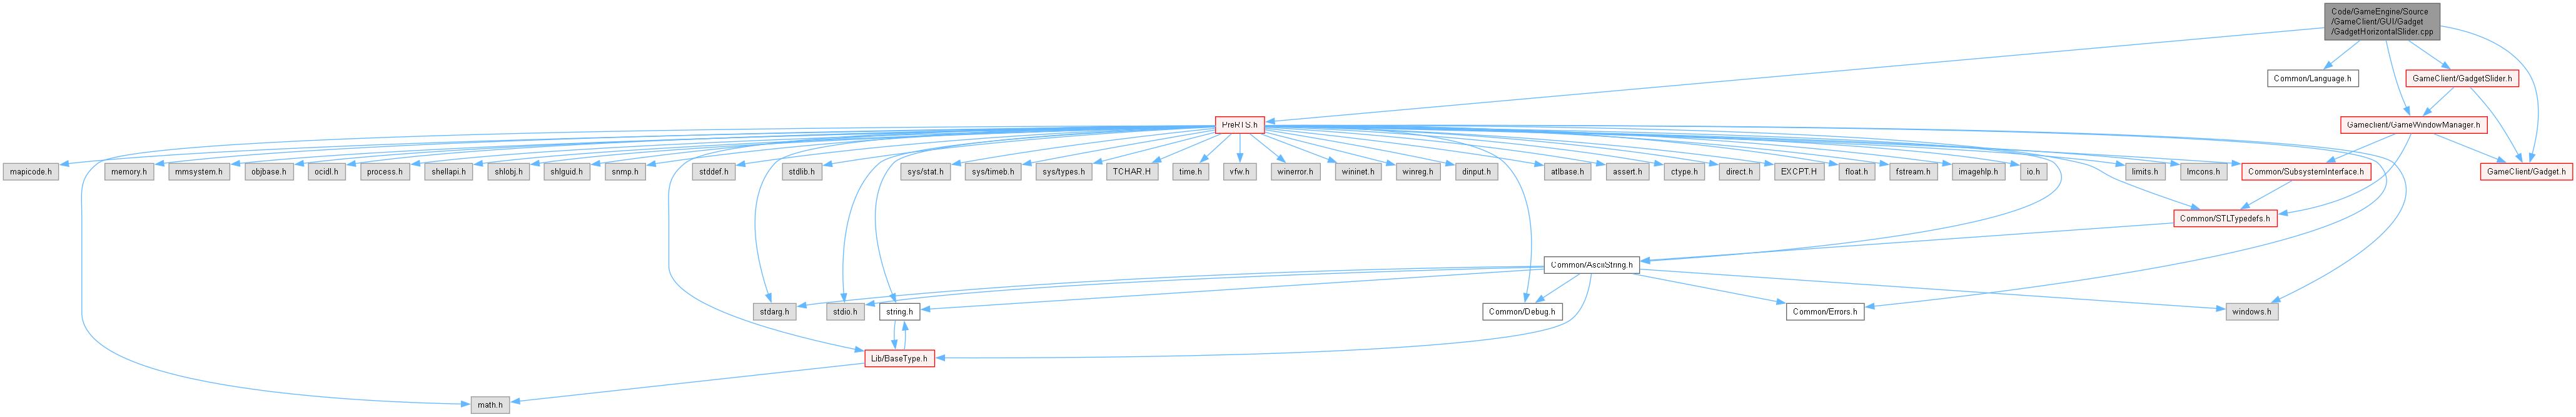 Code/GameEngine/Source
/GameClient/GUI/Gadget
/GadgetHorizontalSlider.cpp
Common/Language.h
GameClient/GadgetSlider.h
PreRTS.h
Gameclient/GameWindowManager.h
mapicode.h
memory.h
mmsystem.h
objbase.h
ocidl.h
process.h
shellapi.h
shlobj.h
shlguid.h
snmp.h
stddef.h
stdlib.h
sys/stat.h
sys/timeb.h
sys/types.h
TCHAR.H
time.h
vfw.h
winerror.h
wininet.h
winreg.h
dinput.h
atlbase.h
assert.h
ctype.h
direct.h
EXCPT.H
float.h
fstream.h
imagehlp.h
io.h
limits.h
lmcons.h
Common/SubsystemInterface.h
GameClient/Gadget.h
Common/STLTypedefs.h
Common/AsciiString.h
stdarg.h
stdio.h
string.h
Common/Debug.h
Common/Errors.h
windows.h
Lib/BaseType.h
math.h